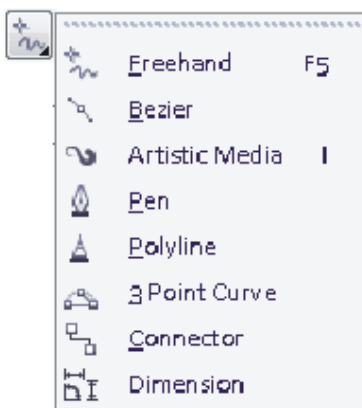 Freehand F5
Bezier
Artistic Media I
Pen
Polyline
3 Point Curve
Connector
Dimension